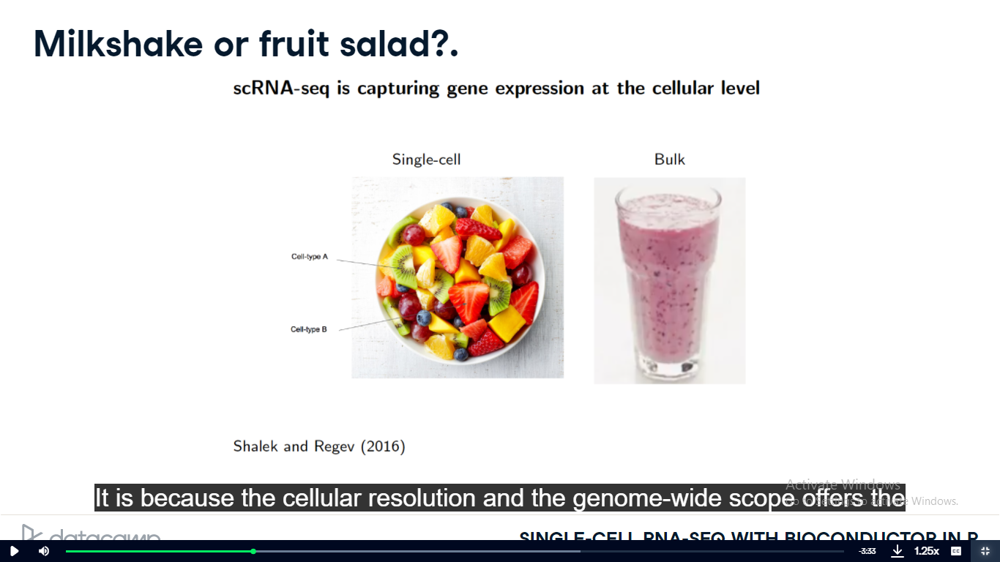 Milkshake or fruit salad?.
scRNA-seq is capturing gene expression at the cellular level
Single-cell
Bulk
Cell-type A
Cell-type B
Shalek and Regev (2016)
Activate Windows
It is because the cellular resolution and the genome-wide scope offers the
Go to Settings to activate Windows.
datacamp
SINGLE-CELL RNA-SEQ WITH BIOCONDUCTOR IN R
-3:33
1.25x
CC